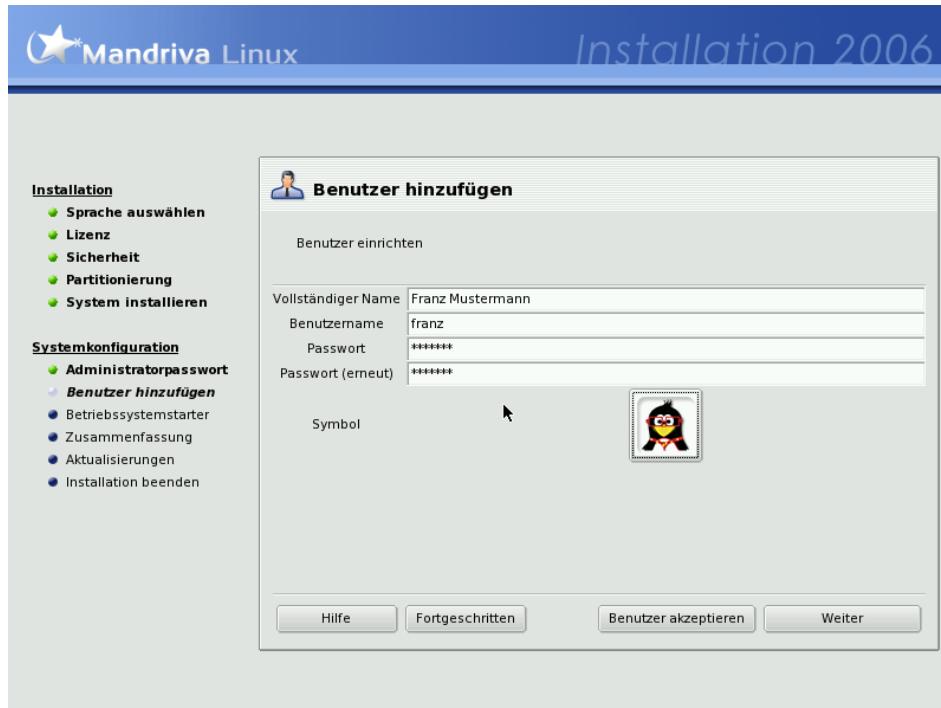 Mandriva Linux
Installation 2006
Installation
Sprache auswählen
Lizenz
Sicherheit
Partitionierung
System installieren
Systemkonfiguration
Administratorpasswort
Benutzer hinzufügen
Betriebssystemstarter
Zusammenfassung
Aktualisierungen
Installation beenden
Benutzer hinzufügen
Benutzer einrichten
Vollständiger Name Franz Mustermann
Benutzername franz
Passwort *******
Passwort (erneut) *******
Symbol
Hilfe Fortgeschritten Benutzer akzeptieren Weiter